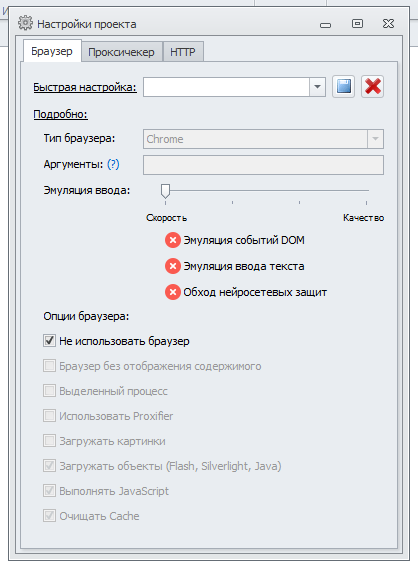 Настройки проекта
Браузер Проксичекер HTTP
Быстрая настройка:
Подробно:
Тип браузера: Chrome
Аргументы: (?)
Эмуляция ввода:
Скорость Качество
Эмуляция событий DOM
Эмуляция ввода текста
Обход нейросетевых защит
Опции браузера:
Не использовать браузер
Браузер без отображения содержимого
Выделенный процесс
Использовать Proxifier
Загружать картинки
Загружать объекты (Flash, Silverlight, Java)
Выполнять JavaScript
Очищать Cache